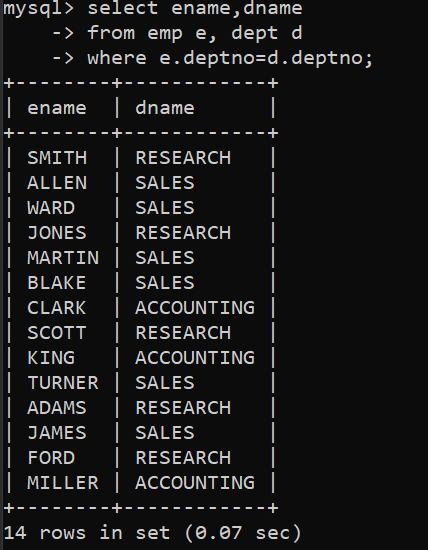 mysql> select ename,dname
    -> from emp e, dept d
    -> where e.deptno=d.deptno;
+--------+------------+
| ename  | dname      |
+--------+------------+
| SMITH  | RESEARCH   |
| ALLEN  | SALES      |
| WARD   | SALES      |
| JONES  | RESEARCH   |
| MARTIN | SALES      |
| BLAKE  | SALES      |
| CLARK  | ACCOUNTING |
| SCOTT  | RESEARCH   |
| KING   | ACCOUNTING |
| TURNER | SALES      |
| ADAMS  | RESEARCH   |
| JAMES  | SALES      |
| FORD   | RESEARCH   |
| MILLER | ACCOUNTING |
+--------+------------+
14 rows in set (0.07 sec)